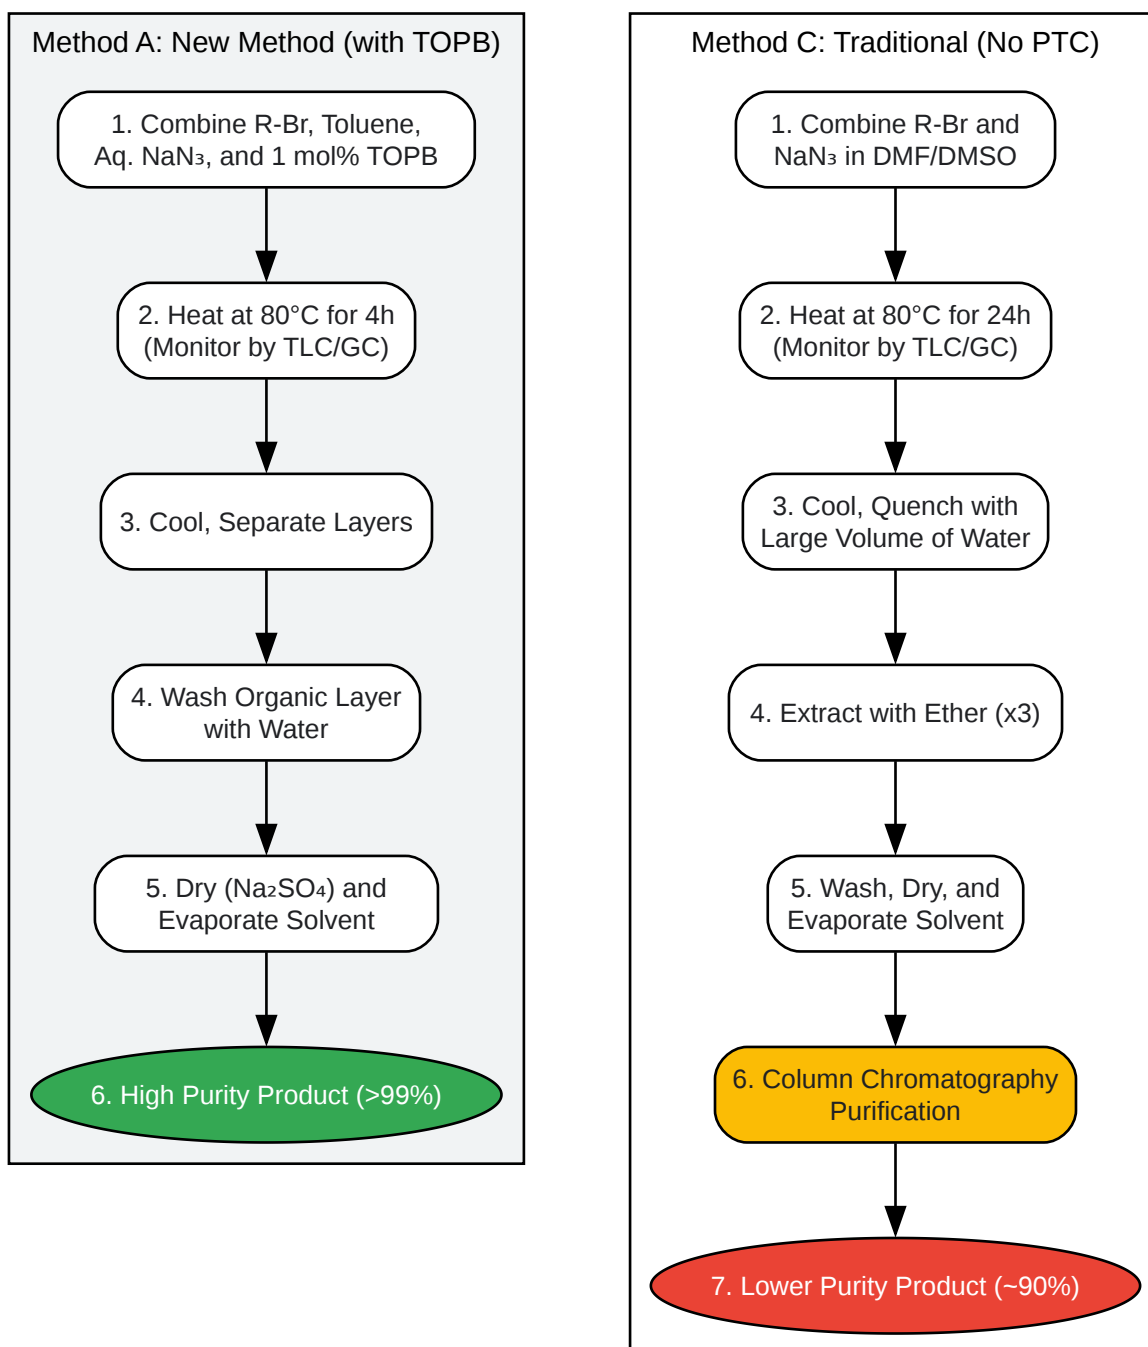 Method A: New Method (with TOPB)
1. Combine R-Br, Toluene,
Aq. NaN₃, and 1 mol% TOPB
2. Heat at 80°C for 4h
(Monitor by TLC/GC)
3. Cool, Separate Layers
4. Wash Organic Layer
with Water
5. Dry (Na₂SO₄) and
Evaporate Solvent
6. High Purity Product (>99%)
Method C: Traditional (No PTC)
1. Combine R-Br and
NaN₃ in DMF/DMSO
2. Heat at 80°C for 24h
(Monitor by TLC/GC)
3. Cool, Quench with
Large Volume of Water
4. Extract with Ether (x3)
5. Wash, Dry, and
Evaporate Solvent
6. Column Chromatography
Purification
7. Lower Purity Product (~90%)